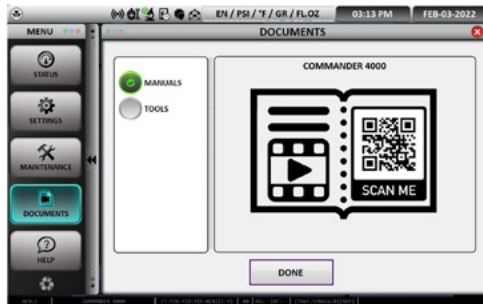 EN / PSI / °F / GR / FL.OZ
03:13 PM
FEB-03-2022
MENU
DOCUMENTS
STATUS
SETTINGS
MAINTENANCE
DOCUMENTS
HELP
MANUALS
TOOLS
COMMANDER 4000
SCAN ME
DONE
COMMANDER 4000